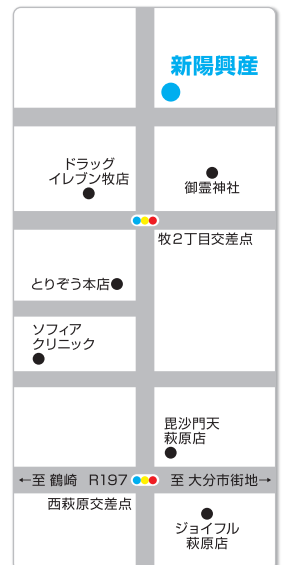 新陽興産
ドラッグ
イレブン牧店
御霊神社
牧2丁目交差点
とりぞう本店
ソフィア
クリニック
毘沙門天
萩原店
←至 鶴崎 R197 至 大分市街地→
西萩原交差点
ジョイフル
萩原店